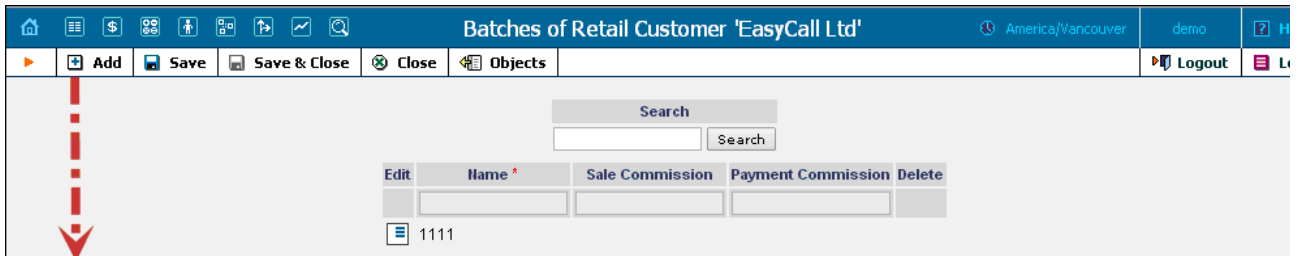 Batches of Retail Customer 'EasyCall Ltd' America/Vancouver demo H
Add Save Save & Close Close Objects Logout L
Search
Search
Edit Name * Sale Commission Payment Commission Delete
1111